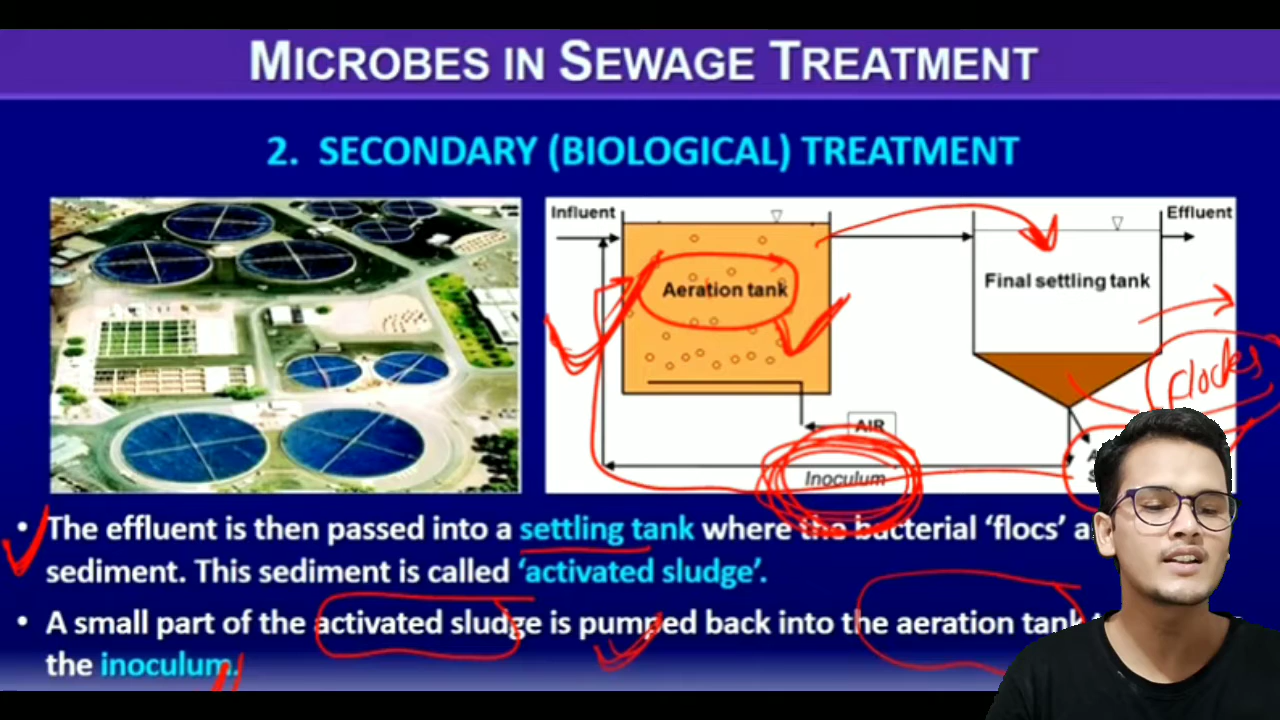 MICROBES IN SEWAGE TREATMENT
2. SECONDARY (BIOLOGICAL) TREATMENT
Influent
Effluent
Aeration tank
Final settling tank
Flocks
AIR
Inoculum
• The effluent is then passed into a settling tank where the bacterial ‘flocs’
sediment. This sediment is called ‘activated sludge’.
• A small part of the activated sludge is pumped back into the aeration tank
the inoculum.